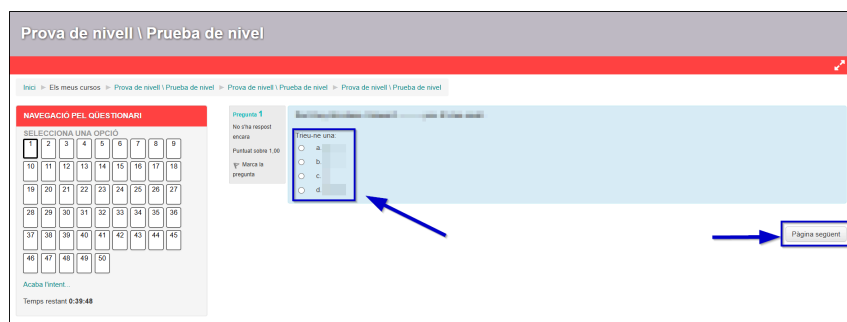 Prova de nivell \ Prueba de nivel
Inici ► Els meus cursos ► Prova de nivell \ Prueba de nivel ► Prova de nivell \ Prueba de nivel ► Prova de nivell \ Prueba de nivel
NAVEGACIÓ PEL QÜESTIONARI
SELECCIONA UNA OPCIÓ
1 2 3 4 5 6 7 8 9
10 11 12 13 14 15 16 17 18
19 20 21 22 23 24 25 26 27
28 29 30 31 32 33 34 35 36
37 38 39 40 41 42 43 44 45
46 47 48 49 50
Acaba l'intent...
Temps restant 0:39:48
Pregunta 1
No s'ha respost
encara
Puntuat sobre 1,00
Marca la
pregunta
Trieu-ne una:
a.
b.
c.
d.
Pàgina següent